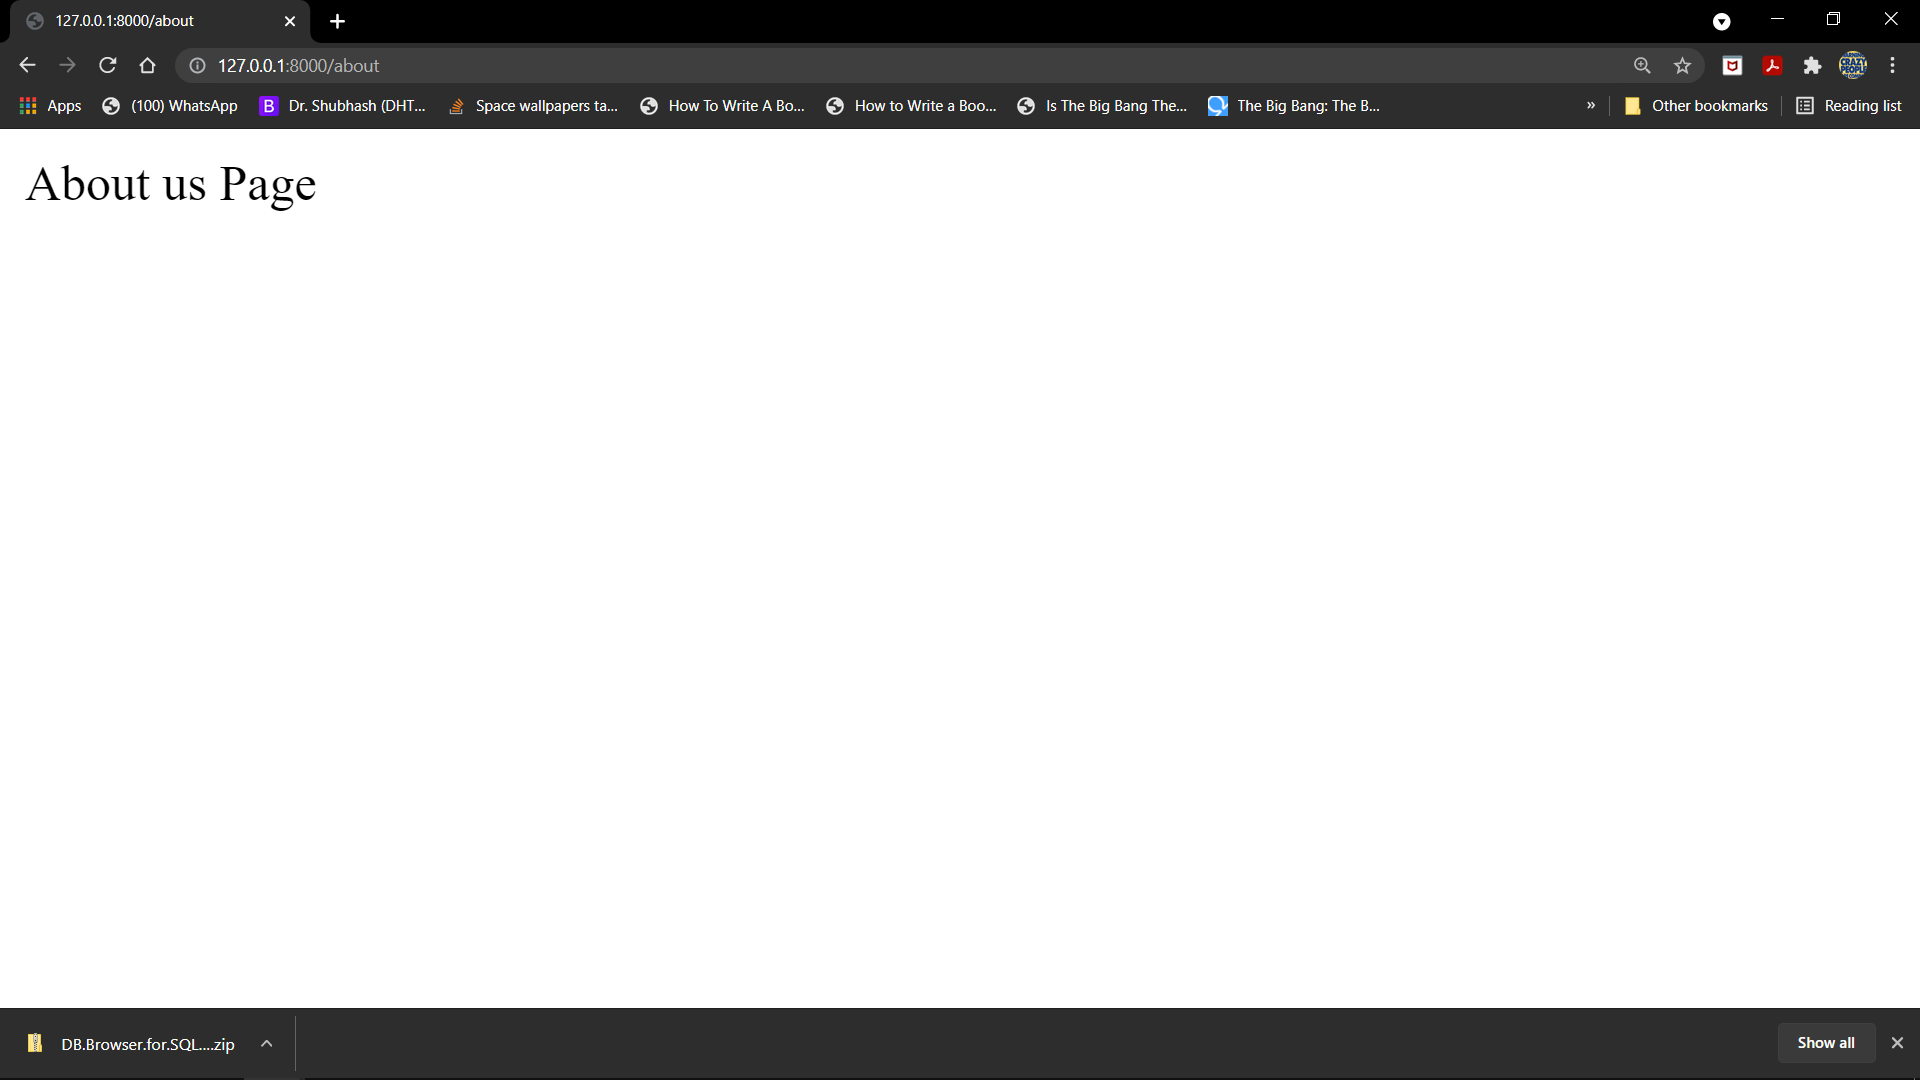 127.0.0.1:8000/about
127.0.0.1:8000/about
Apps (100) WhatsApp B Dr. Shubhash (DHT... Space wallpapers ta... How To Write A Bo... How to Write a Boo... Is The Big Bang The... The Big Bang: The B... » Other bookmarks Reading list
About us Page
DB.Browser.for.SQL....zip Show all